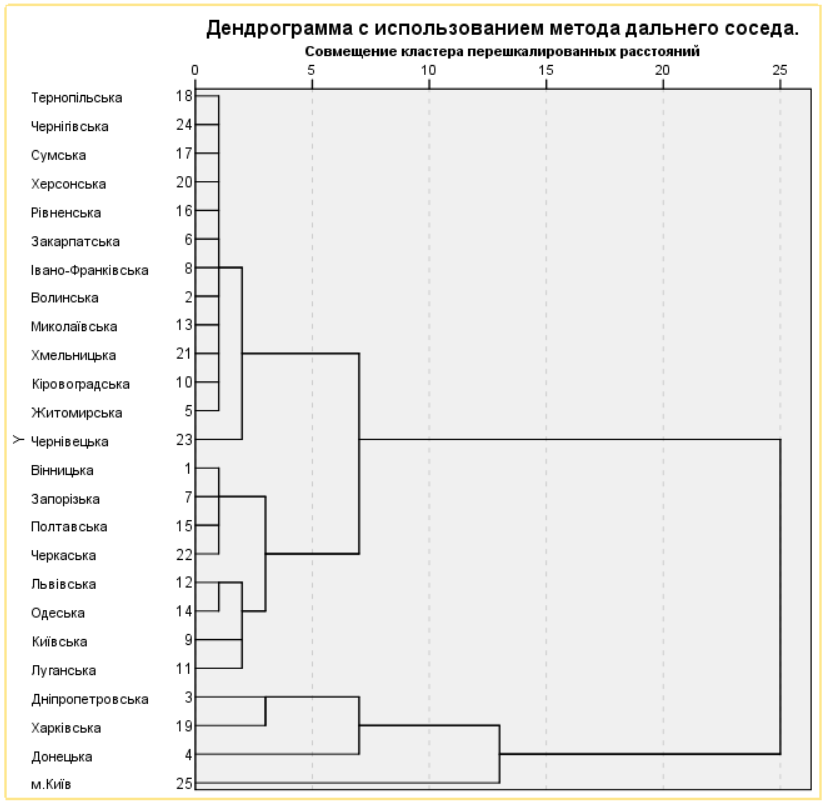 Дендрограмма с использованием метода дальнего соседа.
Совмещение кластера перешкалированных расстояний
0 5 10 15 20 25
Тернопільська 18
Чернігівська 24
Сумська 17
Херсонська 20
Рівненська 16
Закарпатська 6
Івано-Франківська 8
Волинська 2
Миколаївська 13
Хмельницька 21
Кіровоградська 10
Житомирська 5
Y Чернівецька 23
Вінницька 1
Запорізька 7
Полтавська 15
Черкаська 22
Львівська 12
Одеська 14
Київська 9
Луганська 11
Дніпропетровська 3
Харківська 19
Донецька 4
м.Київ 25